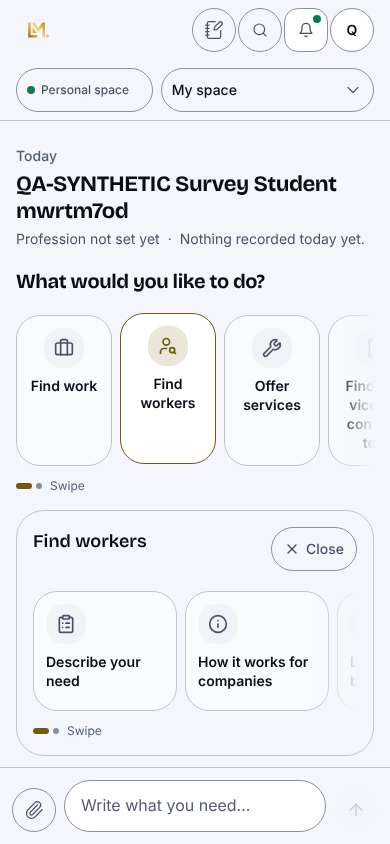 LM.
Q
Personal space
My space
Today
QA-SYNTHETIC Survey Student
mwrtm7od
Profession not set yet · Nothing recorded today yet.
What would you like to do?
Find work
Find
workers
Offer
services
Swipe
Find workers
Close
Describe your
need
How it works for
companies
Swipe
Write what you need...